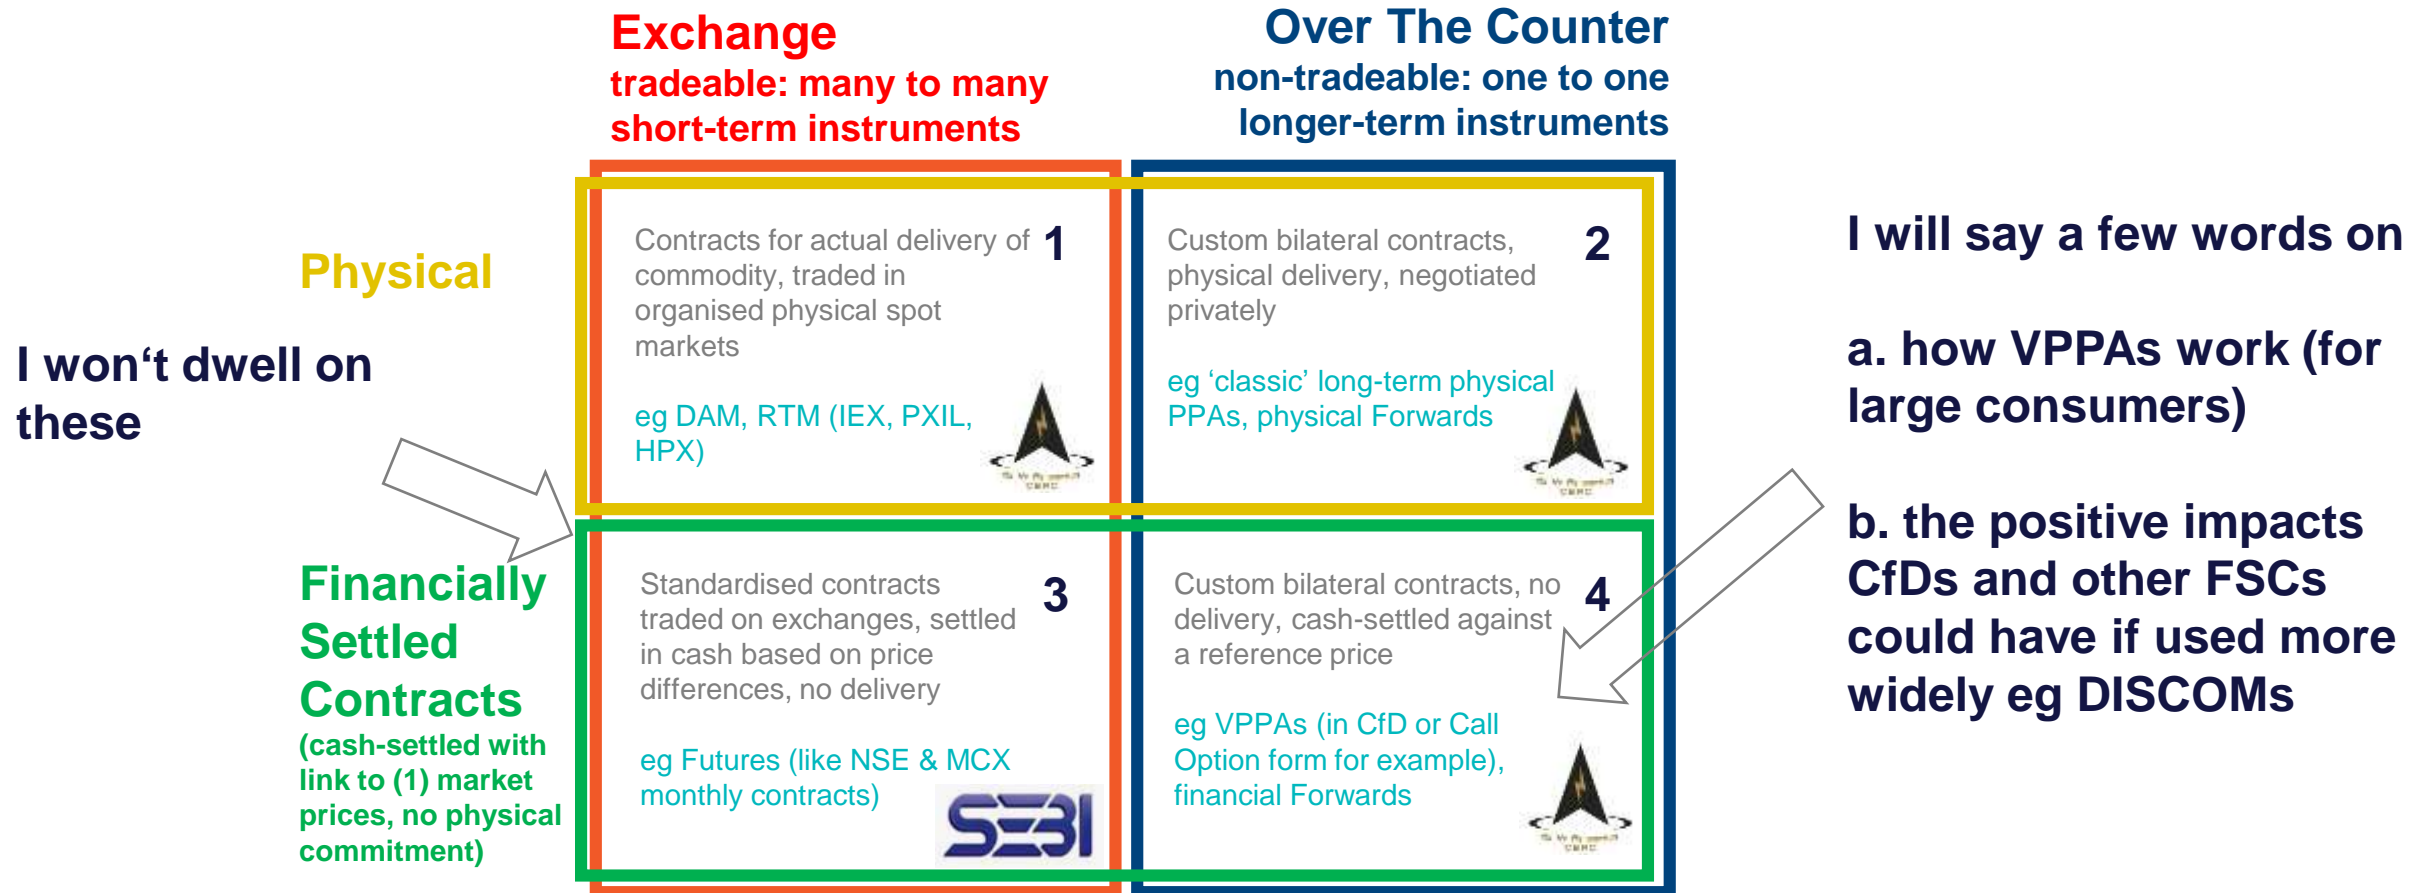 Exchange
tradeable: many to many
short-term instruments
Over The Counter
non-tradeable: one to one
longer-term instruments
Physical
I won‘t dwell on
these
Contracts for actual delivery of
commodity, traded in
organised physical spot
markets
eg DAM, RTM (IEX, PXIL,
HPX)
1
CERC
Custom bilateral contracts,
physical delivery, negotiated
privately
eg ‘classic’ long-term physical
PPAs, physical Forwards
2
CERC
Financially
Settled
Contracts
(cash-settled with
link to (1) market
prices, no physical
commitment)
Standardised contracts
traded on exchanges, settled
in cash based on price
differences, no delivery
eg Futures (like NSE & MCX
monthly contracts)
3
SEBI
Custom bilateral contracts, no
delivery, cash-settled against
a reference price
eg VPPAs (in CfD or Call
Option form for example),
financial Forwards
4
CERC
I will say a few words on
a. how VPPAs work (for
large consumers)
b. the positive impacts
CfDs and other FSCs
could have if used more
widely eg DISCOMs